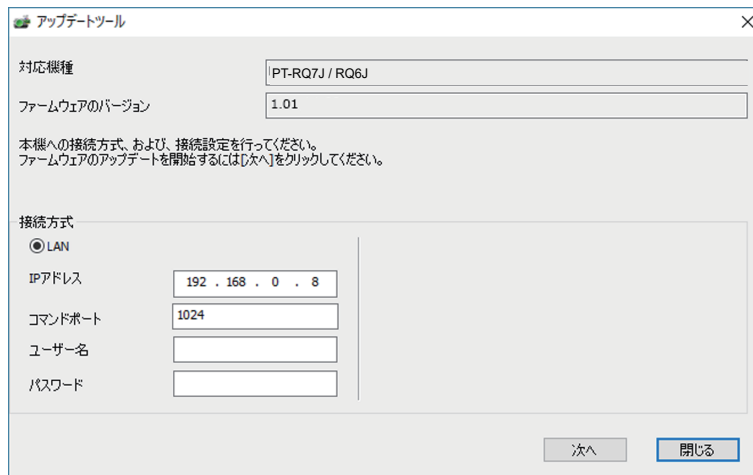 アップデートツール
対応機種 PT-RQ7J / RQ6J
ファームウェアのバージョン 1.01
本機への接続方式、および、接続設定を行ってください。
ファームウェアのアップデートを開始するには[次へ]をクリックしてください。
接続方式
LAN
IPアドレス 192 . 168 . 0 . 8
コマンドポート 1024
ユーザー名
パスワード
次へ 閉じる